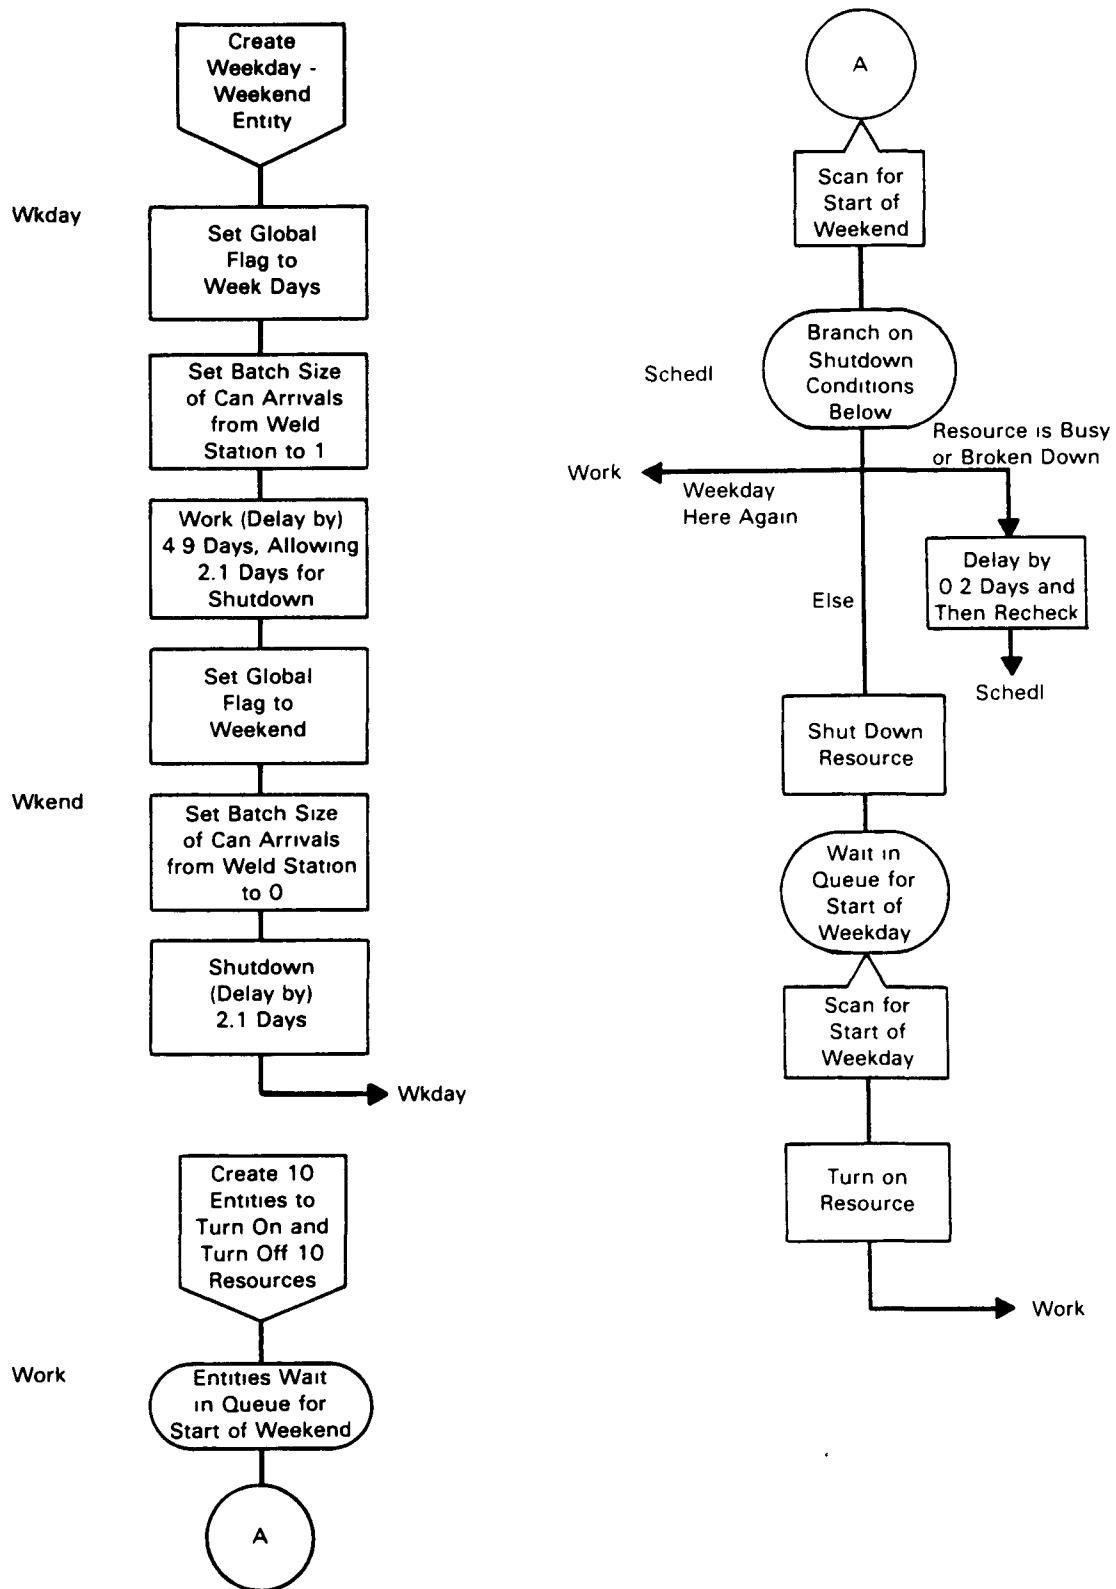 Create
Weekday -
Weekend
Entity
Wkday
Set Global
Flag to
Week Days
Set Batch Size
of Can Arrivals
from Weld
Station to 1
Work (Delay by)
4 9 Days, Allowing
2.1 Days for
Shutdown
Set Global
Flag to
Weekend
Wkend
Set Batch Size
of Can Arrivals
from Weld Station
to 0
Shutdown
(Delay by)
2.1 Days
Wkday
Create 10
Entities to
Turn On and
Turn Off 10
Resources
Work
Entities Wait
in Queue for
Start of Weekend
A
A
Scan for
Start of
Weekend
Schedl
Branch on
Shutdown
Conditions
Below
Resource is Busy
or Broken Down
Work
Weekday
Here Again
Delay by
0 2 Days and
Then Recheck
Else
Schedl
Shut Down
Resource
Wait in
Queue for
Start of
Weekday
Scan for
Start of
Weekday
Turn on
Resource
Work